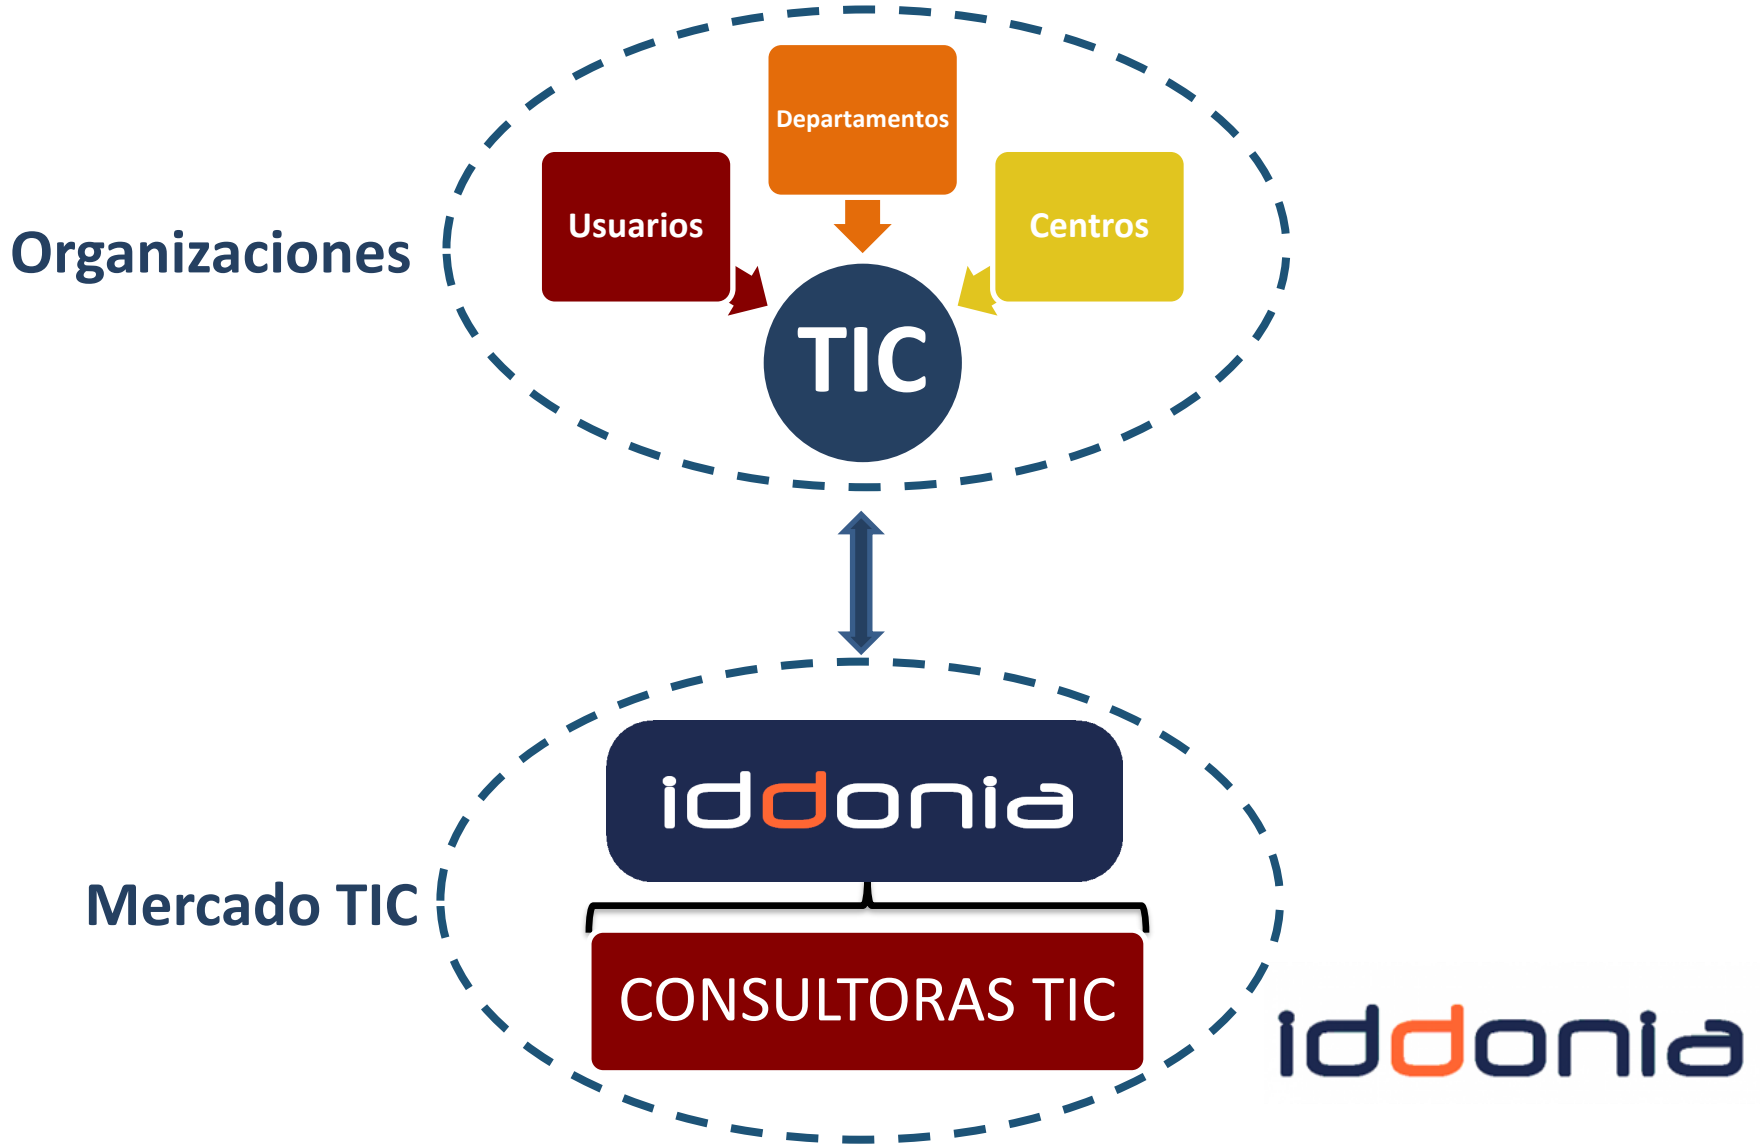 Departamentos
Usuarios
Centros
Organizaciones
TIC
iddonia
Mercado TIC
CONSULTORAS TIC
iddonia